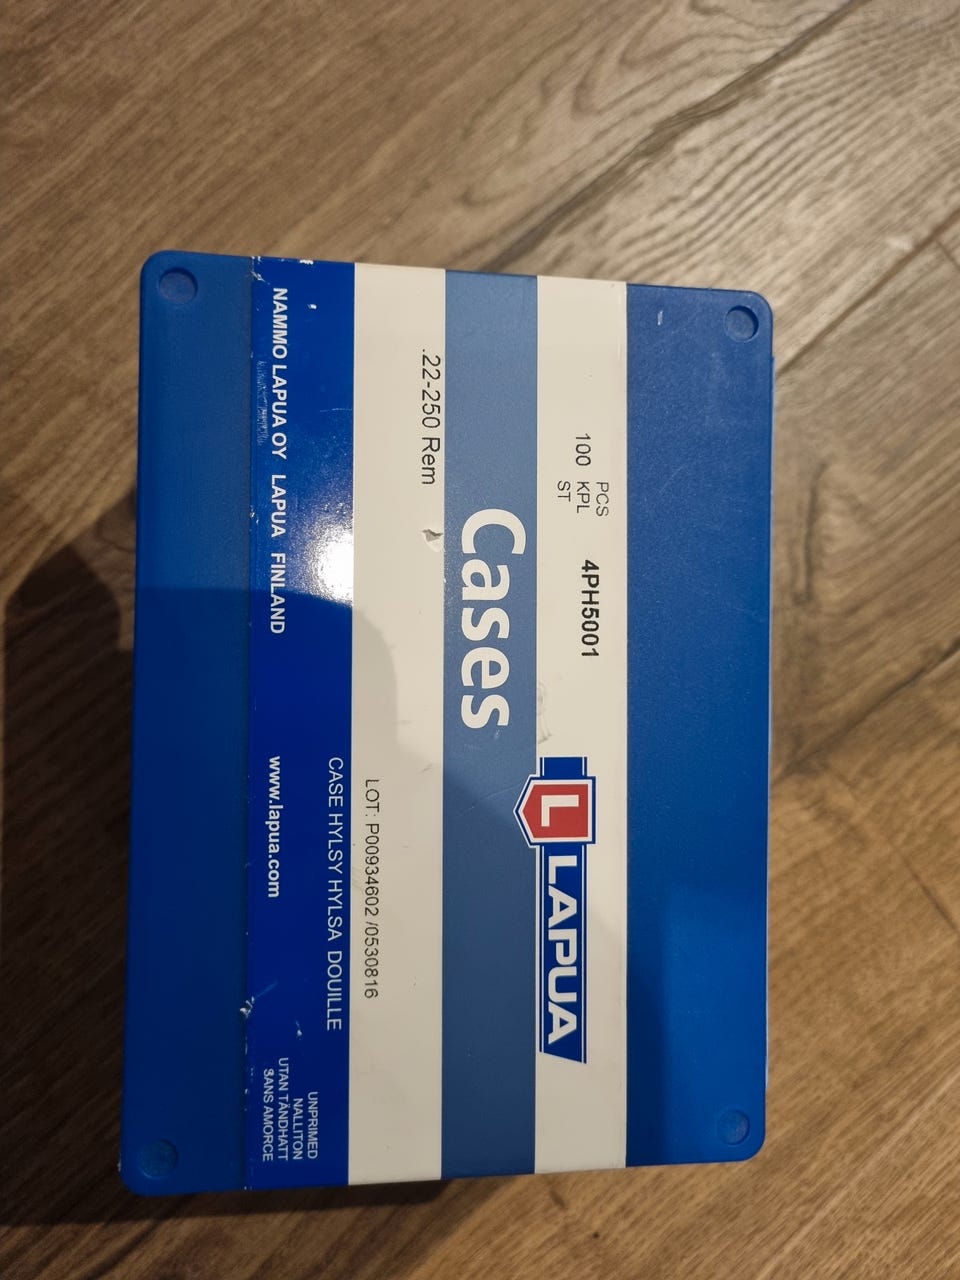 100 PCS
KPL
ST
4PH5001
L LAPUA
Cases
.22-250 Rem
LOT: P00934602 /0530816
CASE HYLSY HYLSA DOUILLE
UNPRIMED
NALLITON
UTAN TÄNDHATT
SANS AMORCE
NAMMO LAPUA OY LAPUA FINLAND
www.lapua.com